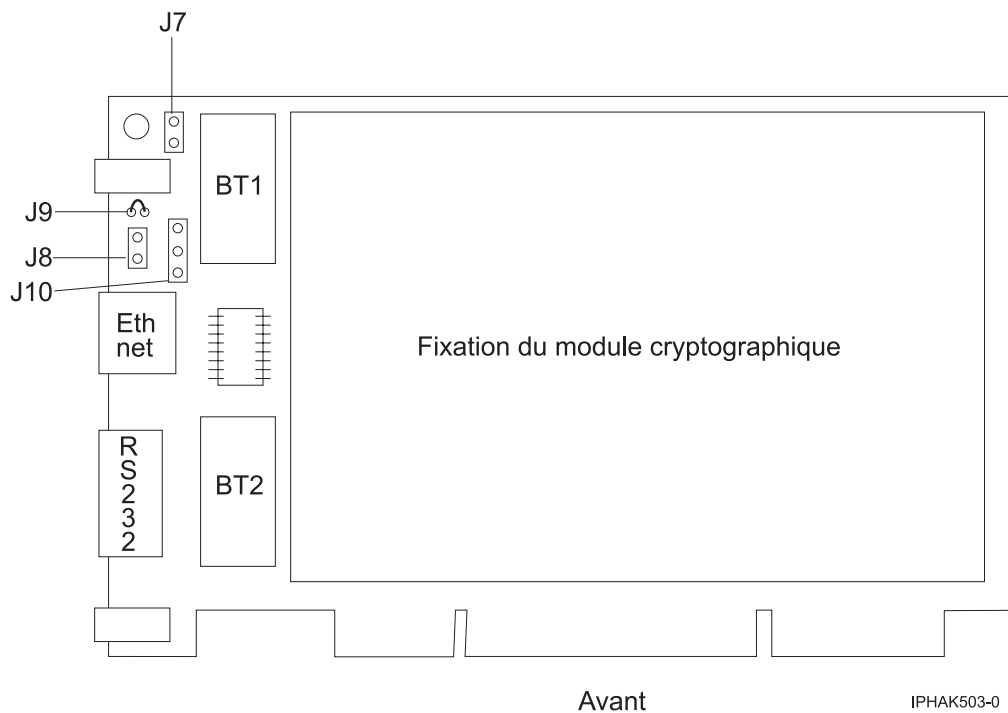 J7
BT1
J9
J8
J10
Eth
net
Fixation du module cryptographique
R
S
2
3
2
BT2
Avant
IPHAK503-0